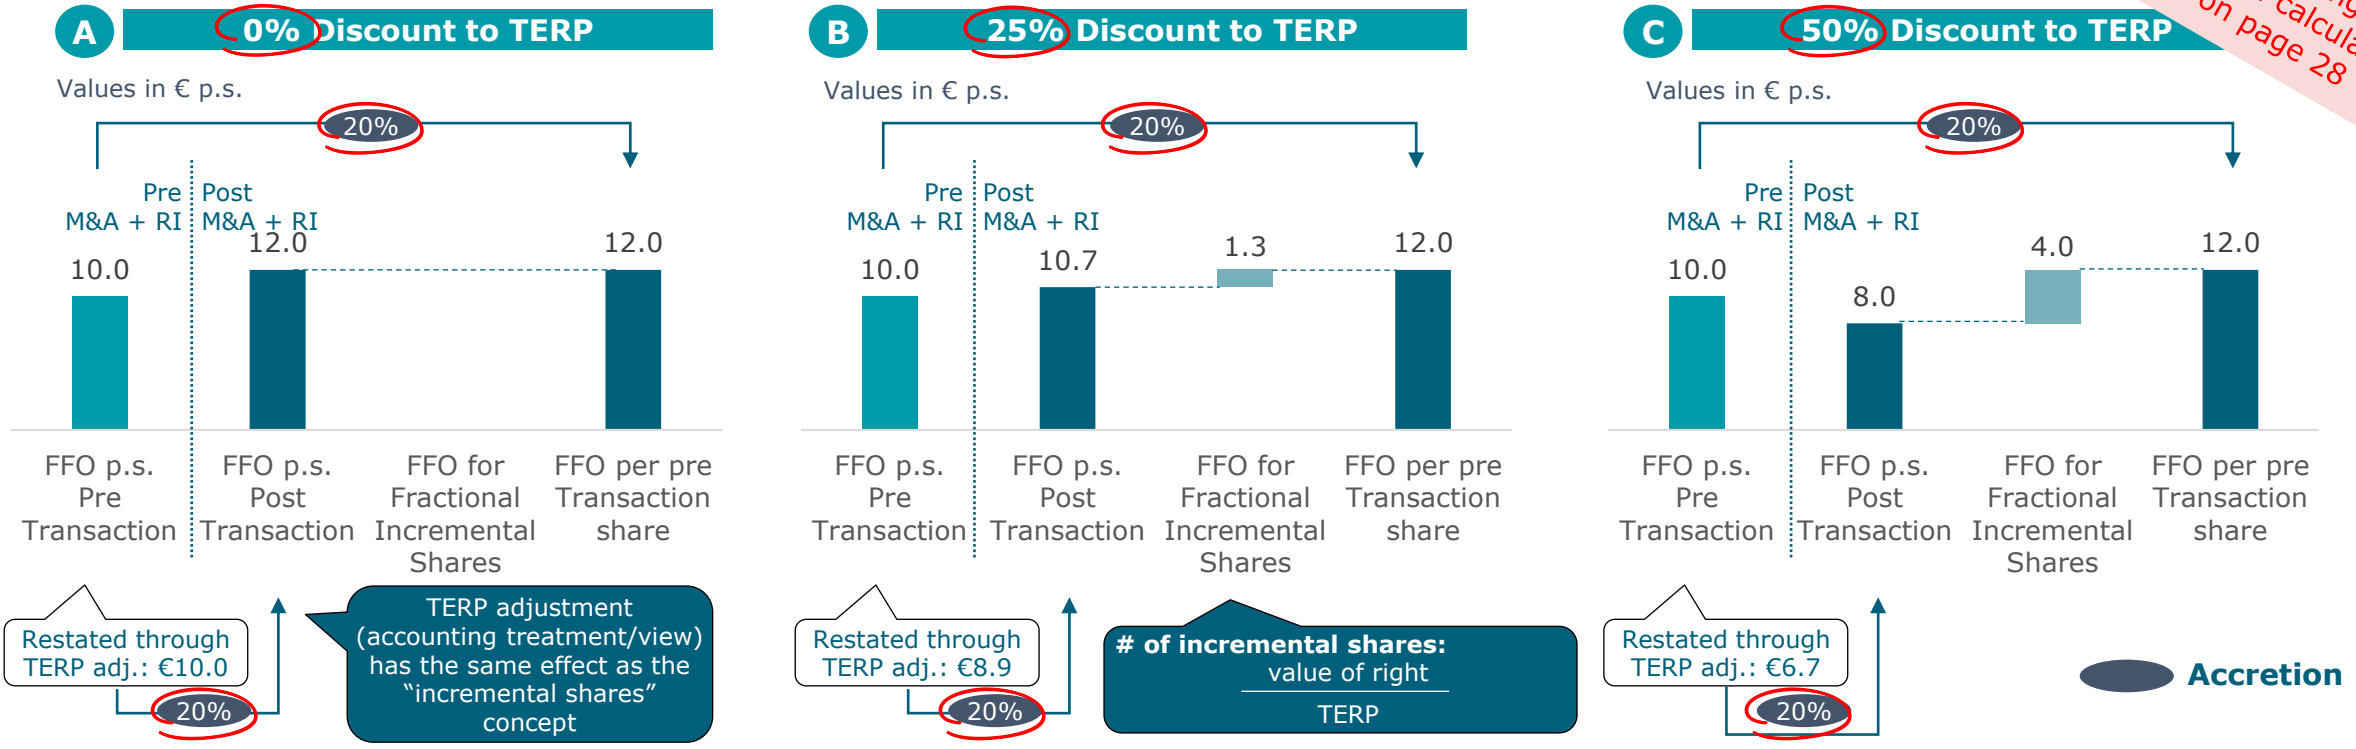 A
0% Discount to TERP
Values in € p.s.
20%
Pre
M&A + RI
Post
M&A + RI
10.0
12.0
12.0
FFO p.s.
Pre
Transaction
FFO p.s.
Post
Transaction
FFO for
Fractional
Incremental
Shares
FFO per pre
Transaction
share
Restated through
TERP adj.: €10.0
20%
TERP adjustment
(accounting treatment/view)
has the same effect as the
“incremental shares”
concept
B
25% Discount to TERP
Values in € p.s.
20%
Pre
M&A + RI
Post
M&A + RI
10.0
10.7
1.3
12.0
FFO p.s.
Pre
Transaction
FFO p.s.
Post
Transaction
FFO for
Fractional
Incremental
Shares
FFO per pre
Transaction
share
Restated through
TERP adj.: €8.9
20%
# of incremental shares:
value of right
TERP
C
50% Discount to TERP
Values in € p.s.
20%
Pre
M&A + RI
Post
M&A + RI
10.0
8.0
4.0
12.0
FFO p.s.
Pre
Transaction
FFO p.s.
Post
Transaction
FFO for
Fractional
Incremental
Shares
FFO per pre
Transaction
share
Restated through
TERP adj.: €6.7
20%
Accretion
on page 28